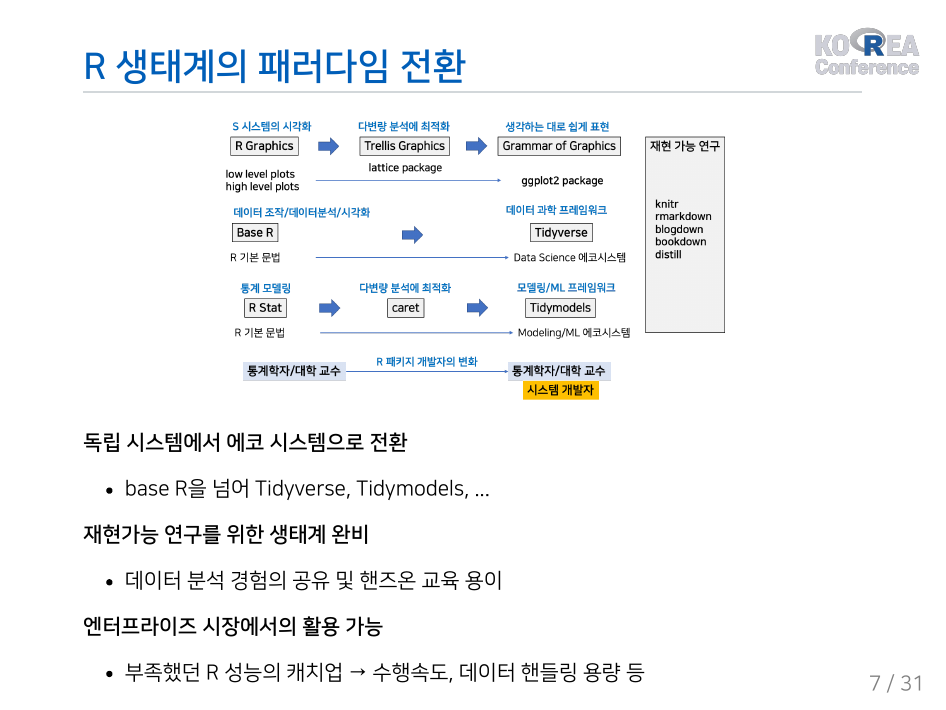 R 생태계의 패러다임 전환
KOREA
Conference
S 시스템의 시각화
다변량 분석에 최적화
생각하는 대로 쉽게 표현
R Graphics
Trellis Graphics
Grammar of Graphics
재현 가능 연구
low level plots
high level plots
lattice package
ggplot2 package
knitr
rmarkdown
blogdown
bookdown
distill
데이터 조작/데이터분석/시각화
데이터 과학 프레임워크
Base R
Tidyverse
R 기본 문법
Data Science 에코시스템
통계 모델링
다변량 분석에 최적화
모델링/ML 프레임워크
R Stat
caret
Tidymodels
R 기본 문법
Modeling/ML 에코시스템
R 패키지 개발자의 변화
통계학자/대학 교수
통계학자/대학 교수
시스템 개발자
독립 시스템에서 에코 시스템으로 전환
• base R을 넘어 Tidyverse, Tidymodels, ...
재현가능 연구를 위한 생태계 완비
• 데이터 분석 경험의 공유 및 핸즈온 교육 용이
엔터프라이즈 시장에서의 활용 가능
• 부족했던 R 성능의 캐치업 → 수행속도, 데이터 핸들링 용량 등
7 / 31